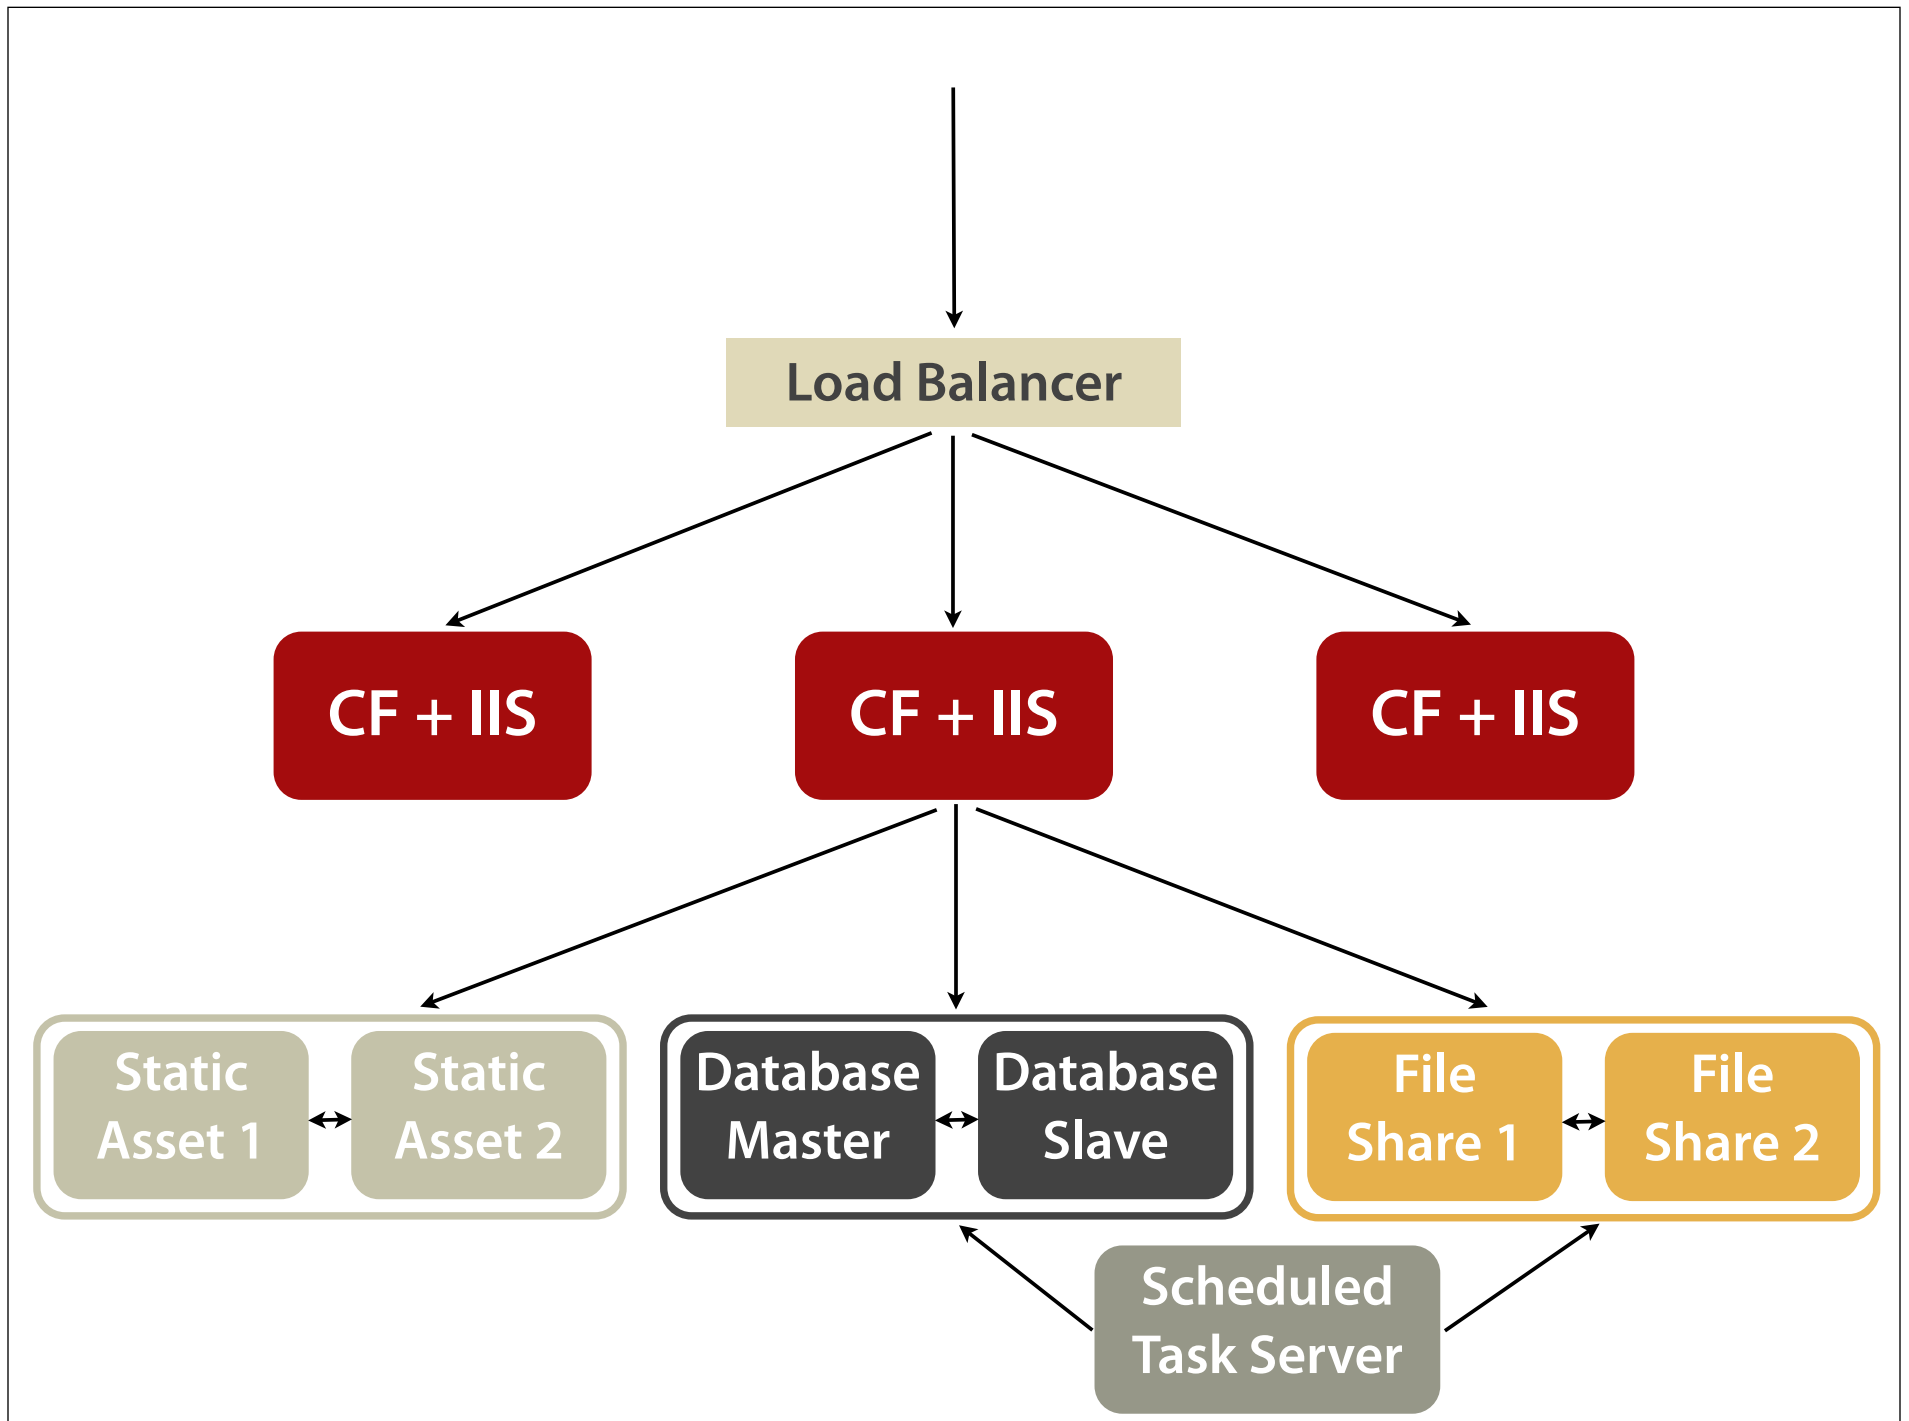 Load Balancer
CF + IIS
CF + IIS
CF + IIS
Static
Asset 1
Static
Asset 2
Database
Master
Database
Slave
File
Share 1
File
Share 2
Scheduled
Task Server